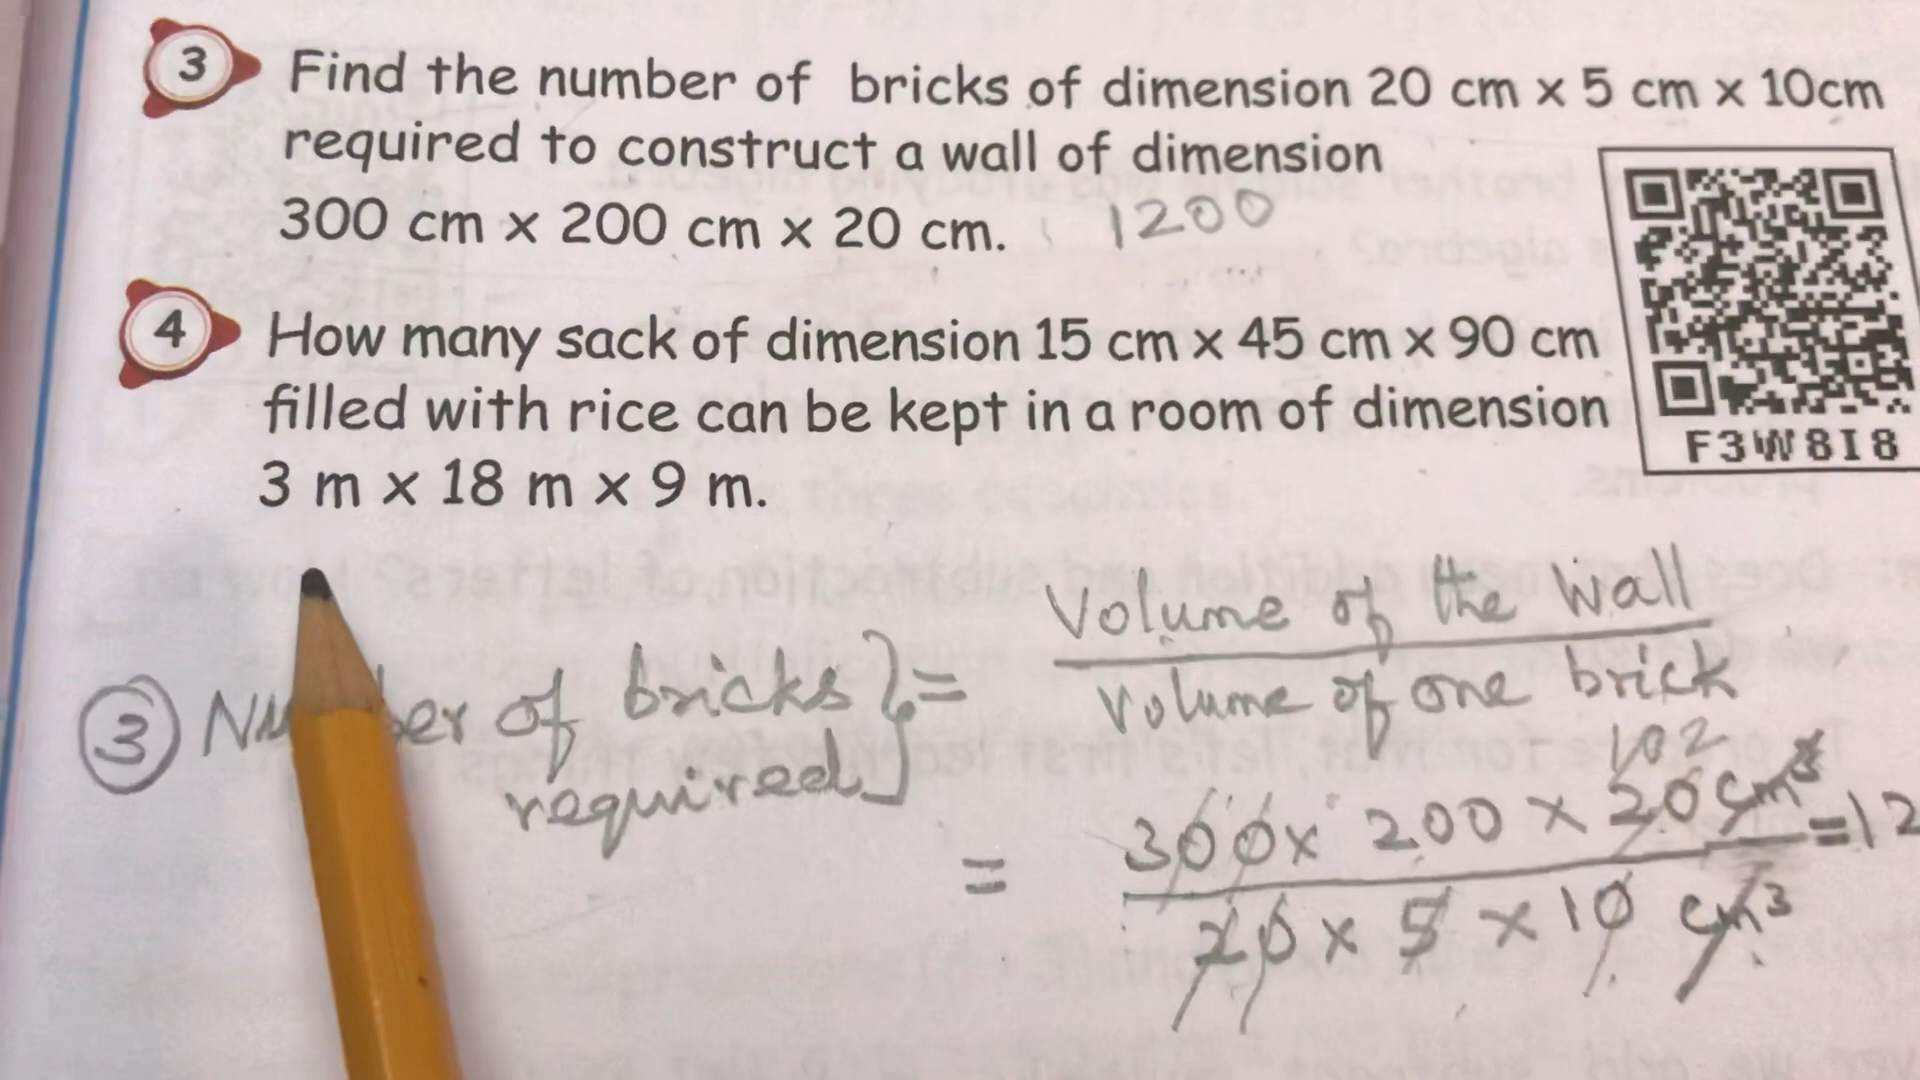 3 Find the number of bricks of dimension 20 cm x 5 cm x 10cm
required to construct a wall of dimension
300 cm x 200 cm x 20 cm. 1200
4 How many sack of dimension 15 cm x 45 cm x 90 cm
filled with rice can be kept in a room of dimension
3 m x 18 m x 9 m.
F3W8I8
3 of bricks } = Volume of the Wall
required Volume of one brick
102
= 300 x 200 x 20 cm³ = 12
20 x 5 x 10 cm³